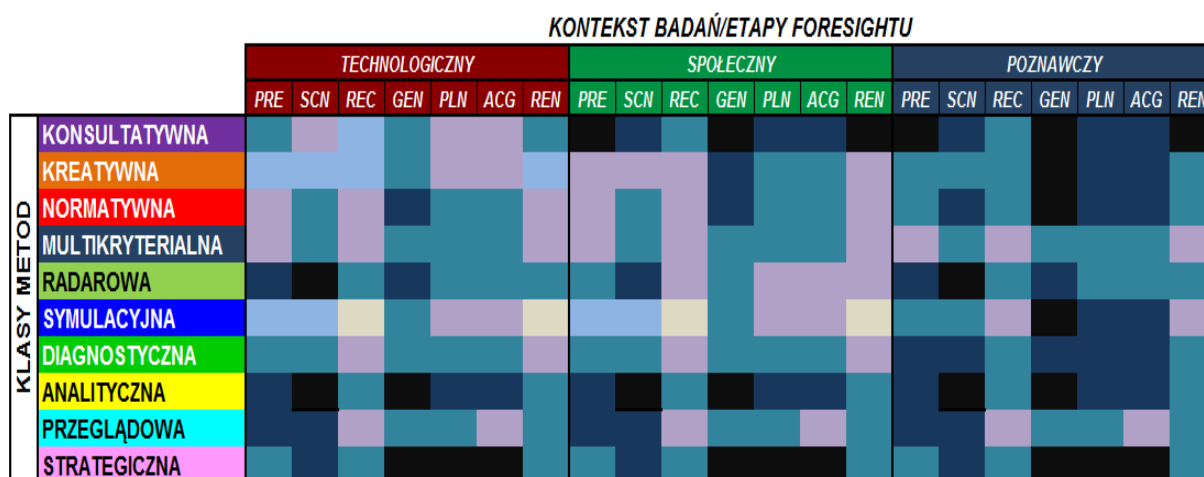 KONTEKST BADAŃ/ETAPY FORESIGHTU
TECHNOLOGICZNY SPOŁECZNY POZNAWCZY
PRE SCN REC GEN PLN ACG REN PRE SCN REC GEN PLN ACG REN PRE SCN REC GEN PLN ACG REN
KLASY METOD
KONSULTATYWNA
KREATYWNA
NORMATYWNA
MULTIKRYTERIALNA
RADAROWA
SYMULACYJNA
DIAGNOSTYCZNA
ANALITYCZNA
PRZEGLĄDOWA
STRATEGICZNA